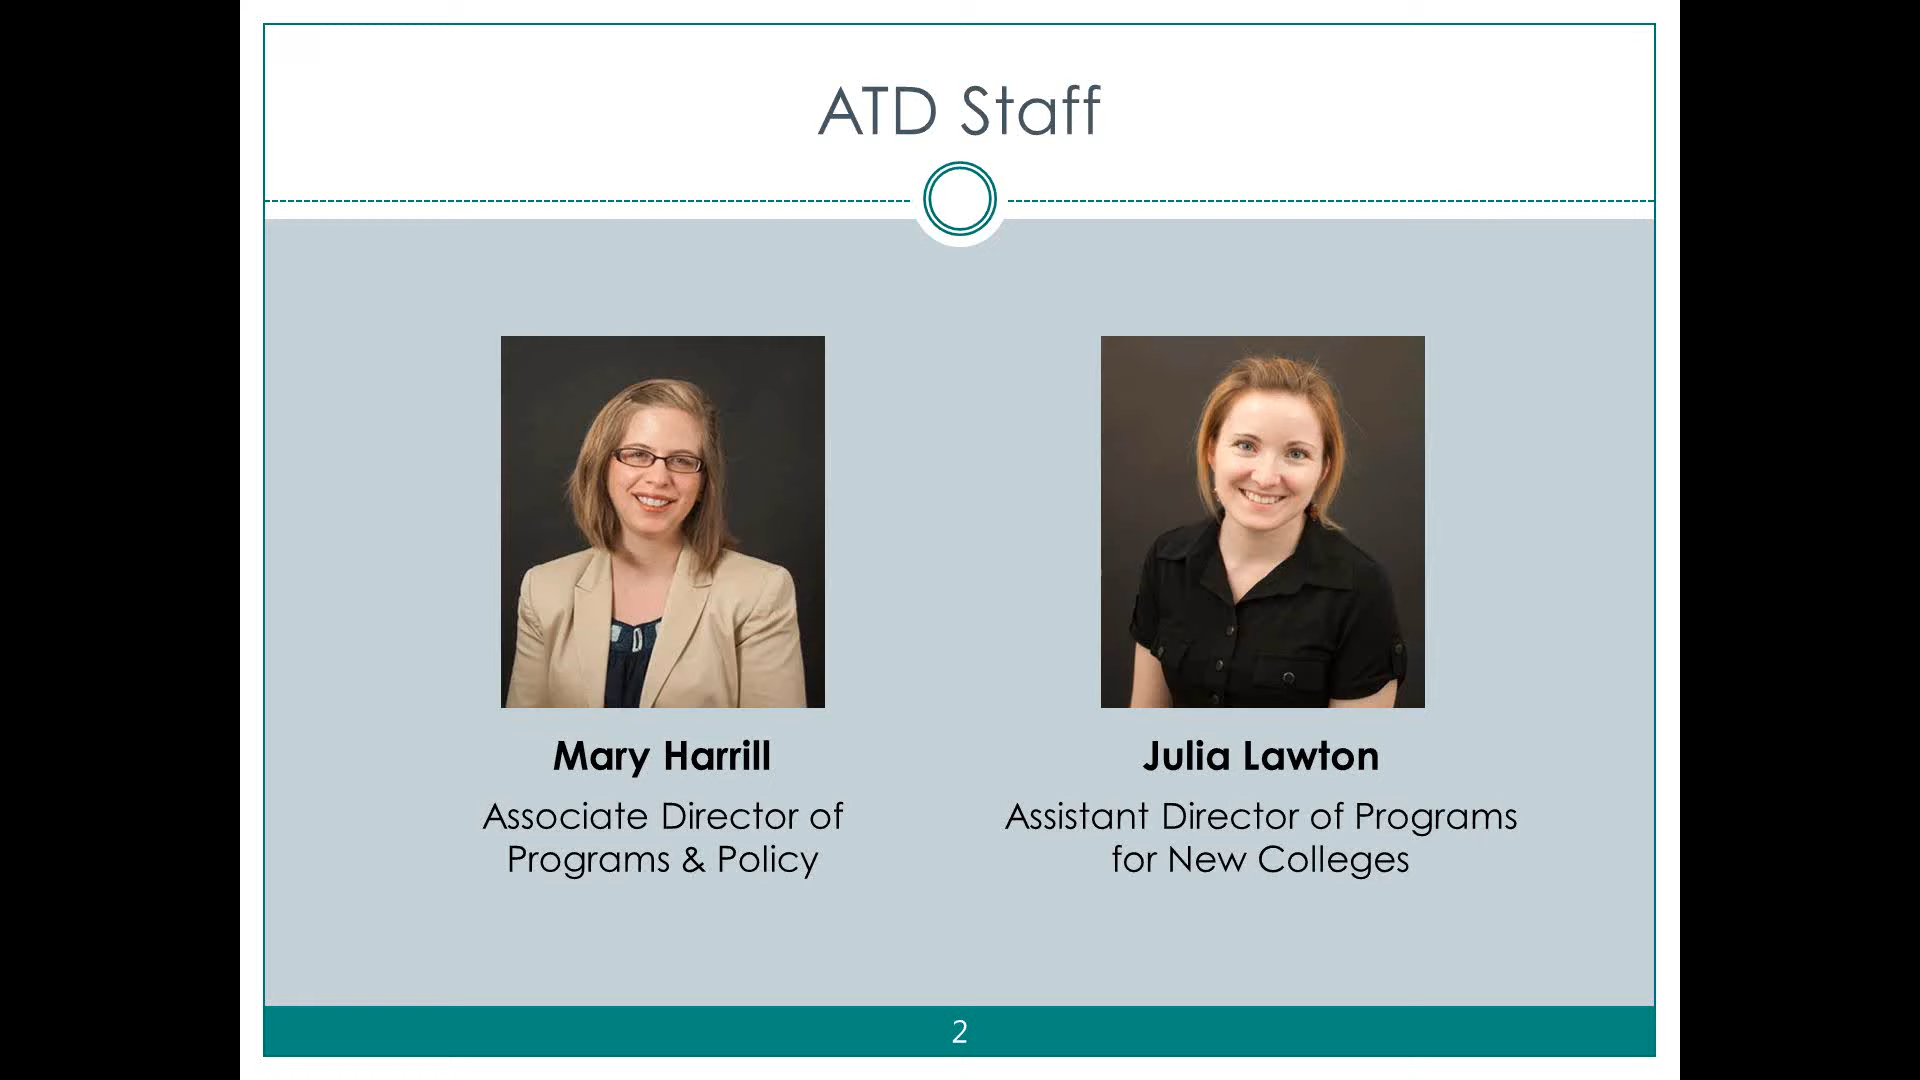 ATD Staff
Mary Harrill
Associate Director of
Programs & Policy
Julia Lawton
Assistant Director of Programs
for New Colleges
2